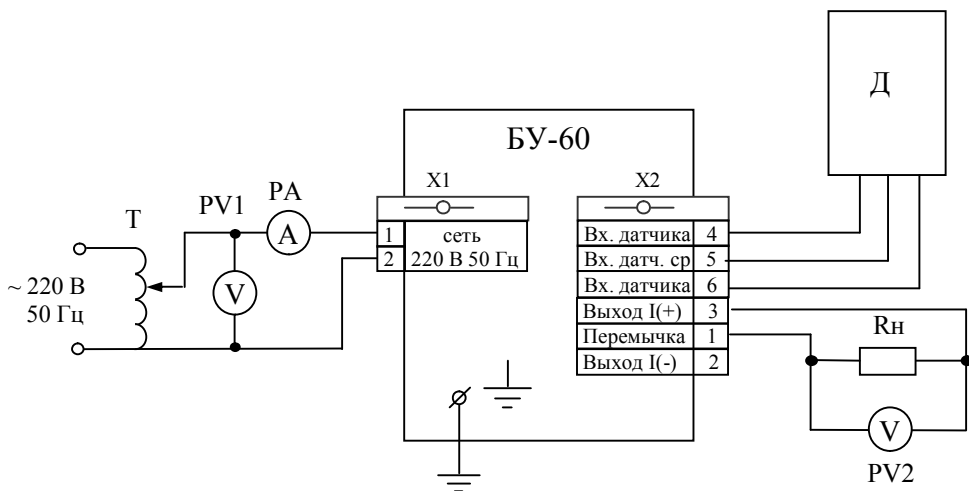 Д
БУ-60
X1
X2
Т
PV1
PA
A
V
~ 220 В
50 Гц
1
2
сеть
220 В 50 Гц
Вх. датчика 4
Вх. датч. ср 5
Вх. датчика 6
Выход I(+) 3
Перемычка 1
Выход I(-) 2
Rн
V
PV2